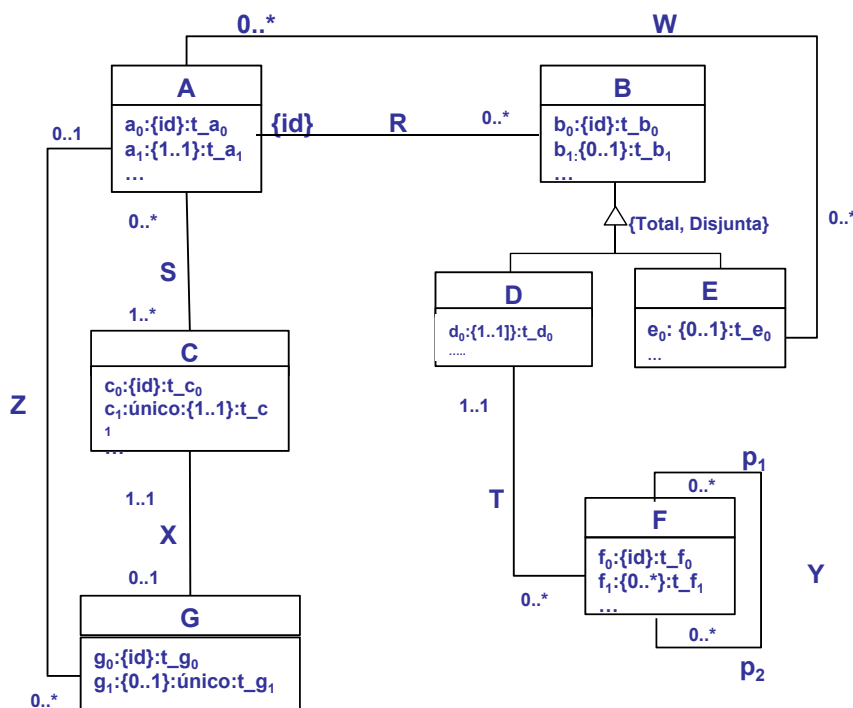 0..*
W
A
a₀:{id}:t_a₀
a₁:{1..1}:t_a₁
…
0..1
{id}
R
0..*
B
b₀:{id}:t_b₀
b₁:{0..1}:t_b₁
…
{Total, Disjunta}
0..*
0..*
S
1..*
D
d₀:{1..1]}:t_d₀
.....
E
e₀: {0..1}:t_e₀
…
C
c₀:{id}:t_c₀
c₁:único:{1..1}:t_c
1
…
Z
1..1
T
1..1
X
0..1
p₁
0..*
F
f₀:{id}:t_f₀
f₁:{0..*}:t_f₁
…
Y
0..*
0..*
p₂
G
g₀:{id}:t_g₀
g₁:{0..1}:único:t_g₁
0..*